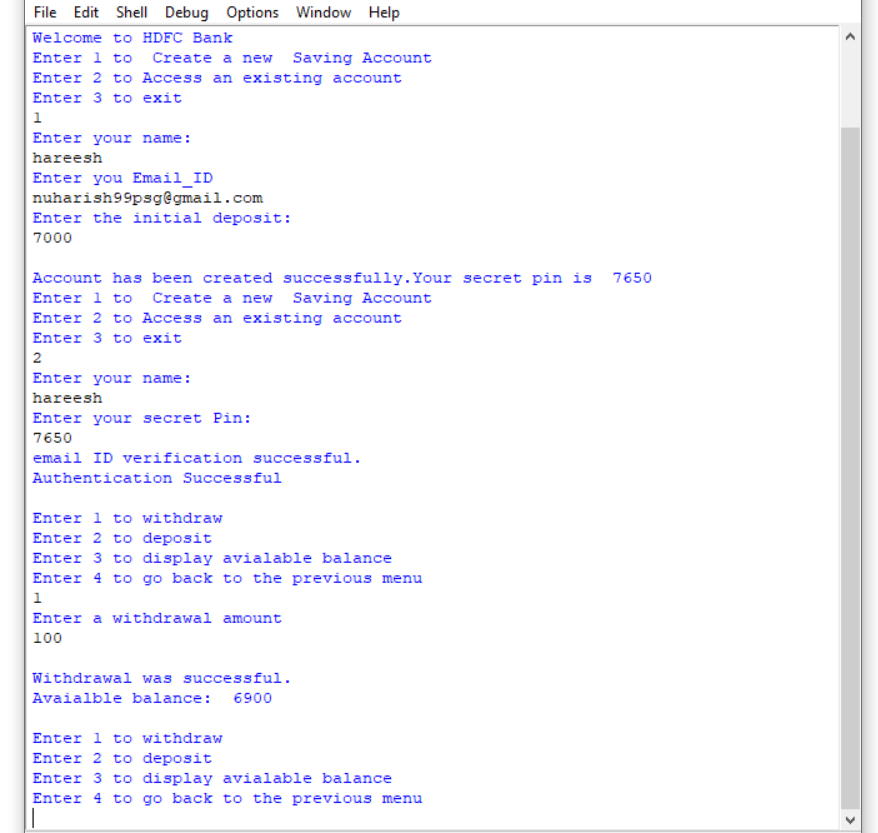 File Edit Shell Debug Options Window Help
Welcome to HDFC Bank
Enter 1 to  Create a new  Saving Account
Enter 2 to Access an existing account
Enter 3 to exit
1
Enter your name:
hareesh
Enter you Email_ID
nuharish99psg@gmail.com
Enter the initial deposit:
7000
Account has been created successfully.Your secret pin is  7650
Enter 1 to  Create a new  Saving Account
Enter 2 to Access an existing account
Enter 3 to exit
2
Enter your name:
hareesh
Enter your secret Pin:
7650
email ID verification successful.
Authentication Successful
Enter 1 to withdraw
Enter 2 to deposit
Enter 3 to display avialable balance
Enter 4 to go back to the previous menu
1
Enter a withdrawal amount
100
Withdrawal was successful.
Avaialble balance:  6900
Enter 1 to withdraw
Enter 2 to deposit
Enter 3 to display avialable balance
Enter 4 to go back to the previous menu